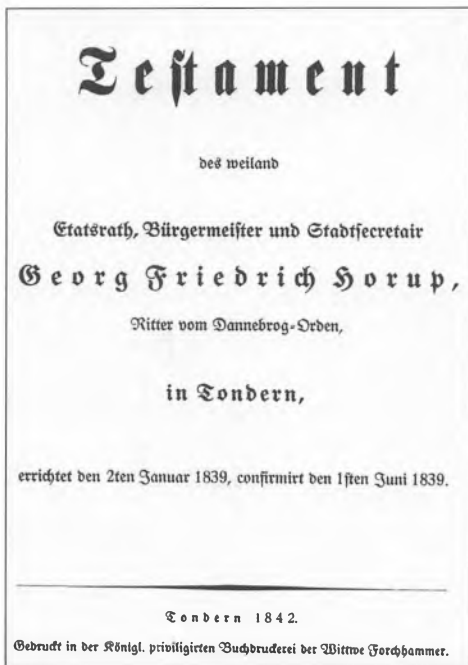 Testament
des weiland
Etatsrath, Bürgermeister und Stadtsecretair
Georg Friedrich Horup,
Ritter vom Dannebrog-Orden,
in Tondern,
errichtet den 2ten Januar 1839, confirmirt den 1sten Juni 1839.
Tondern 1842.
Gedruckt in der Königl. priviligirten Buchdruckerei der Wittwe Forchhammer.